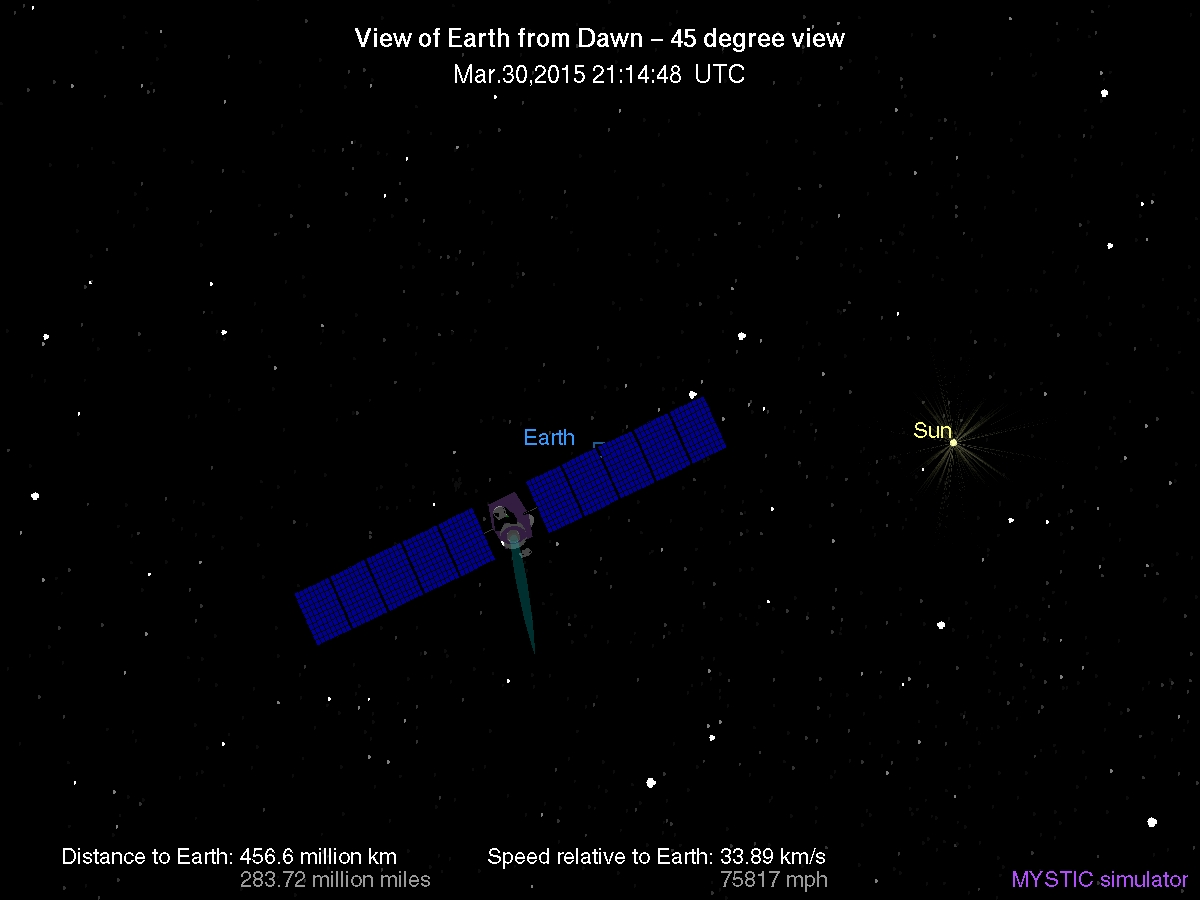 View of Earth from Dawn – 45 degree view
Mar.30,2015 21:14:48 UTC
Sun
Earth
Distance to Earth: 456.6 million km
283.72 million miles
Speed relative to Earth: 33.89 km/s
75817 mph
MYSTIC simulator